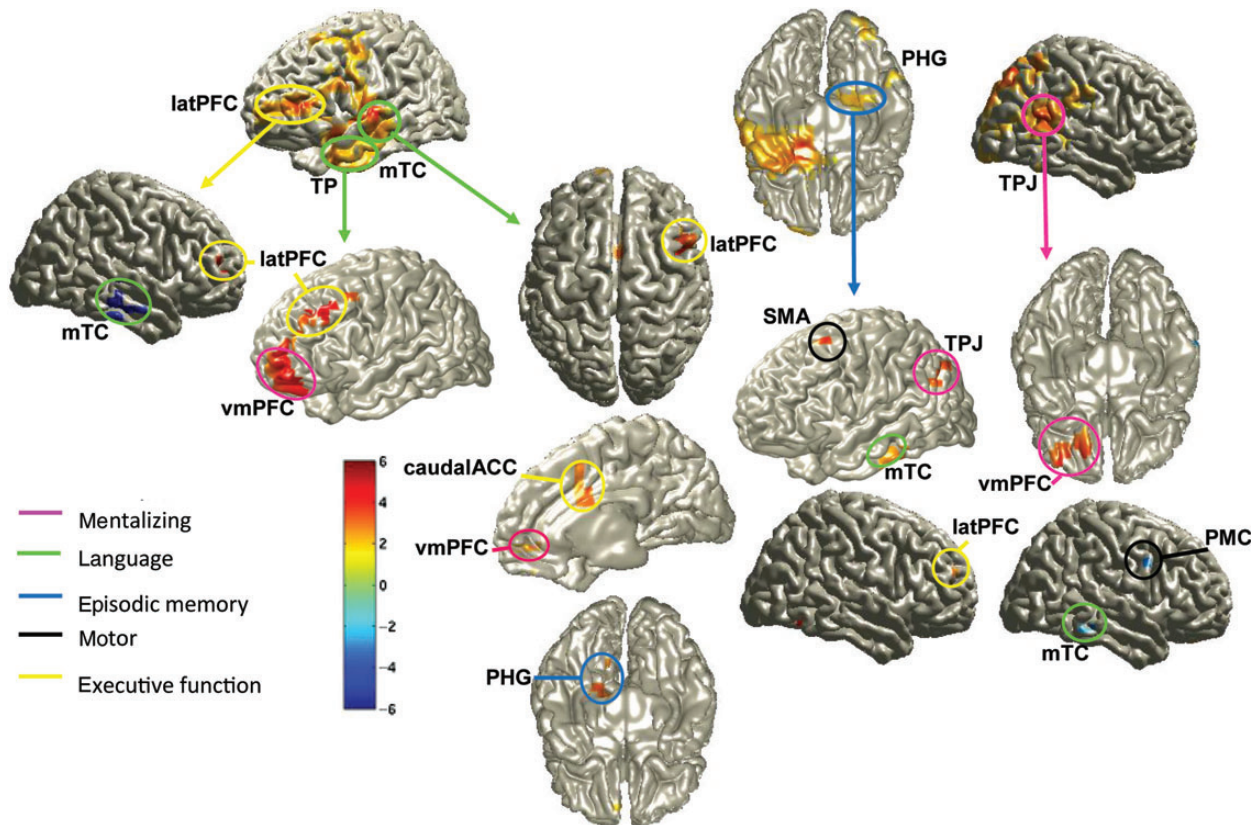 PHG
latPFC
TPJ
TP
mTC
latPFC
latPFC
mTC
SMA
TPJ
vmPFC
mTC
caudalACC
vmPFC
vmPFC
latPFC
PMC
mTC
PHG
6
4
2
0
−2
−4
−6
Mentalizing
Language
Episodic memory
Motor
Executive function